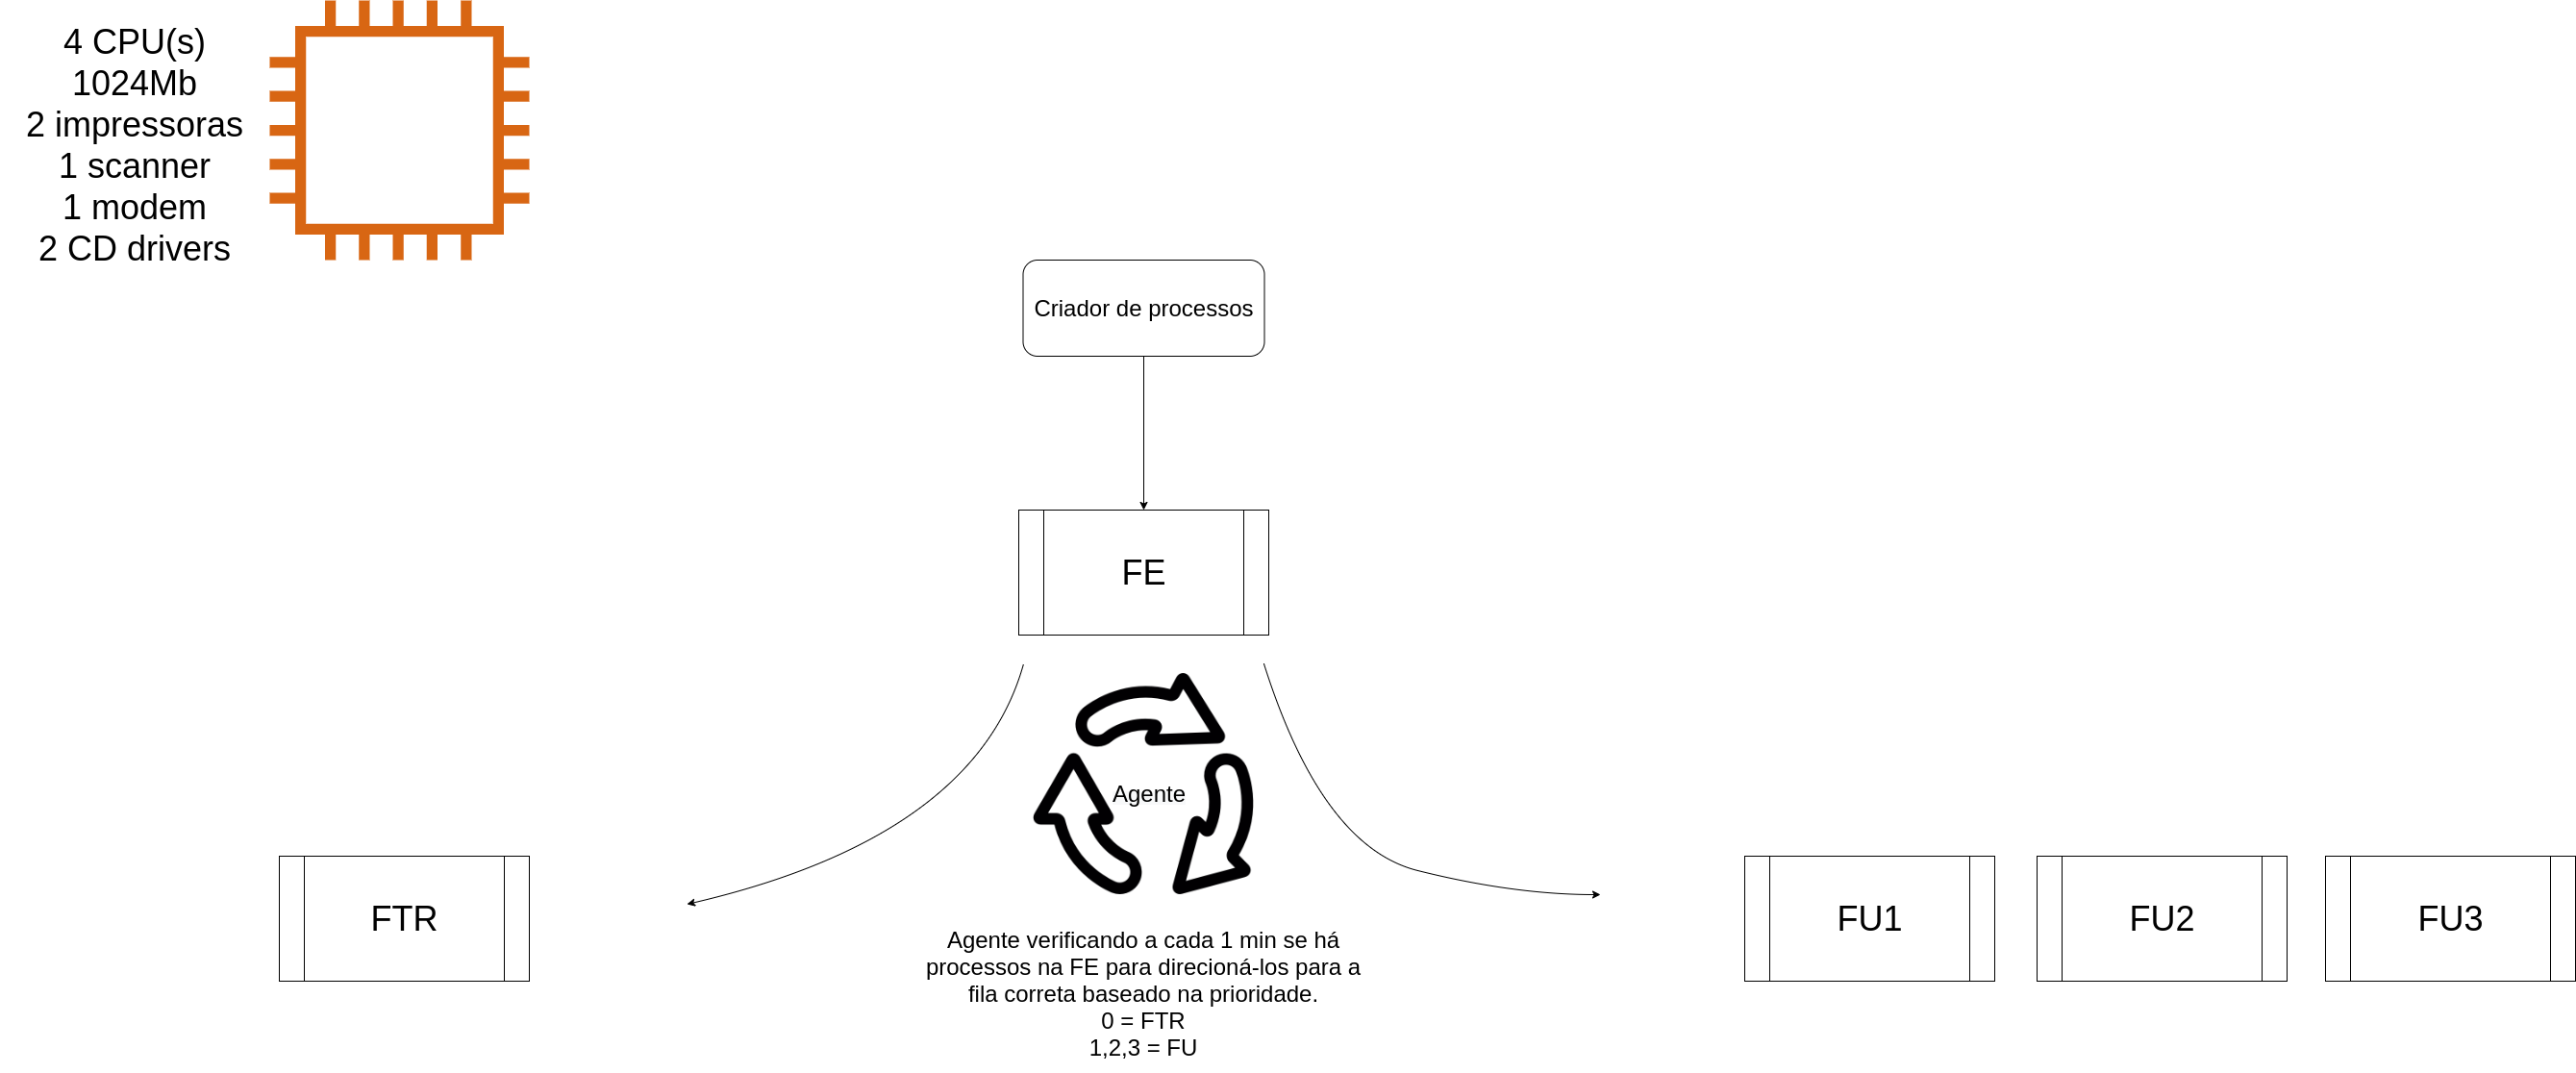 4 CPU(s)
1024Mb
2 impressoras
1 scanner
1 modem
2 CD drivers
Criador de processos
FE
Agente
FTR
FU1
FU2
FU3
Agente verificando a cada 1 min se há
processos na FE para direcioná-los para a
fila correta baseado na prioridade.
0 = FTR
1,2,3 = FU